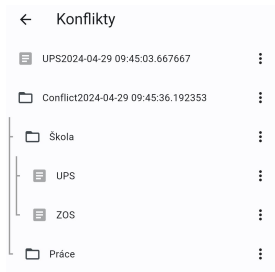 Konflikty
UPS2024-04-29 09:45:03.667667
Conflict2024-04-29 09:45:36.192353
Škola
UPS
ZOS
Práce